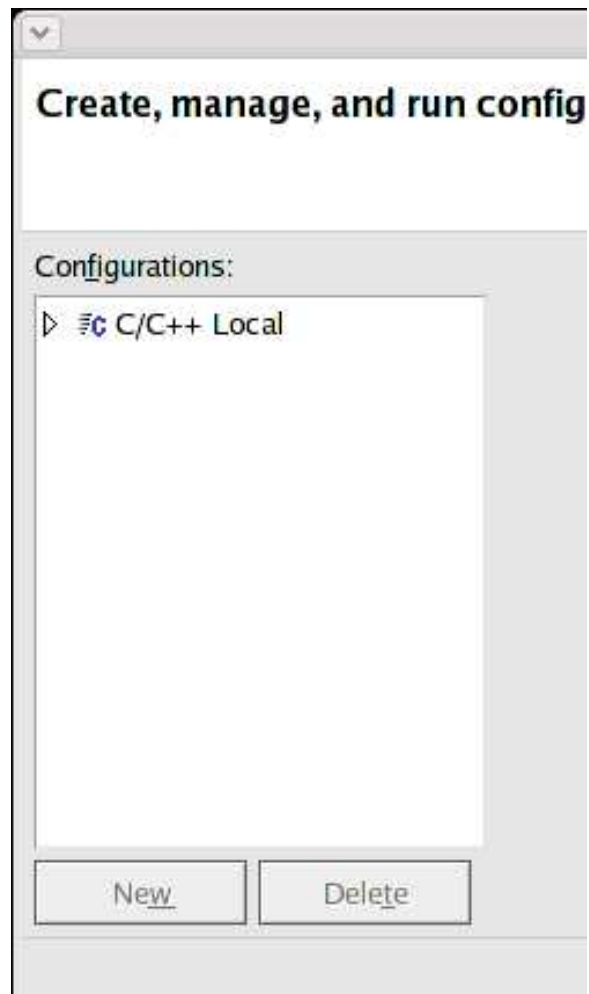 Create, manage, and run config
Configurations:
C/C++ Local
New
Delete